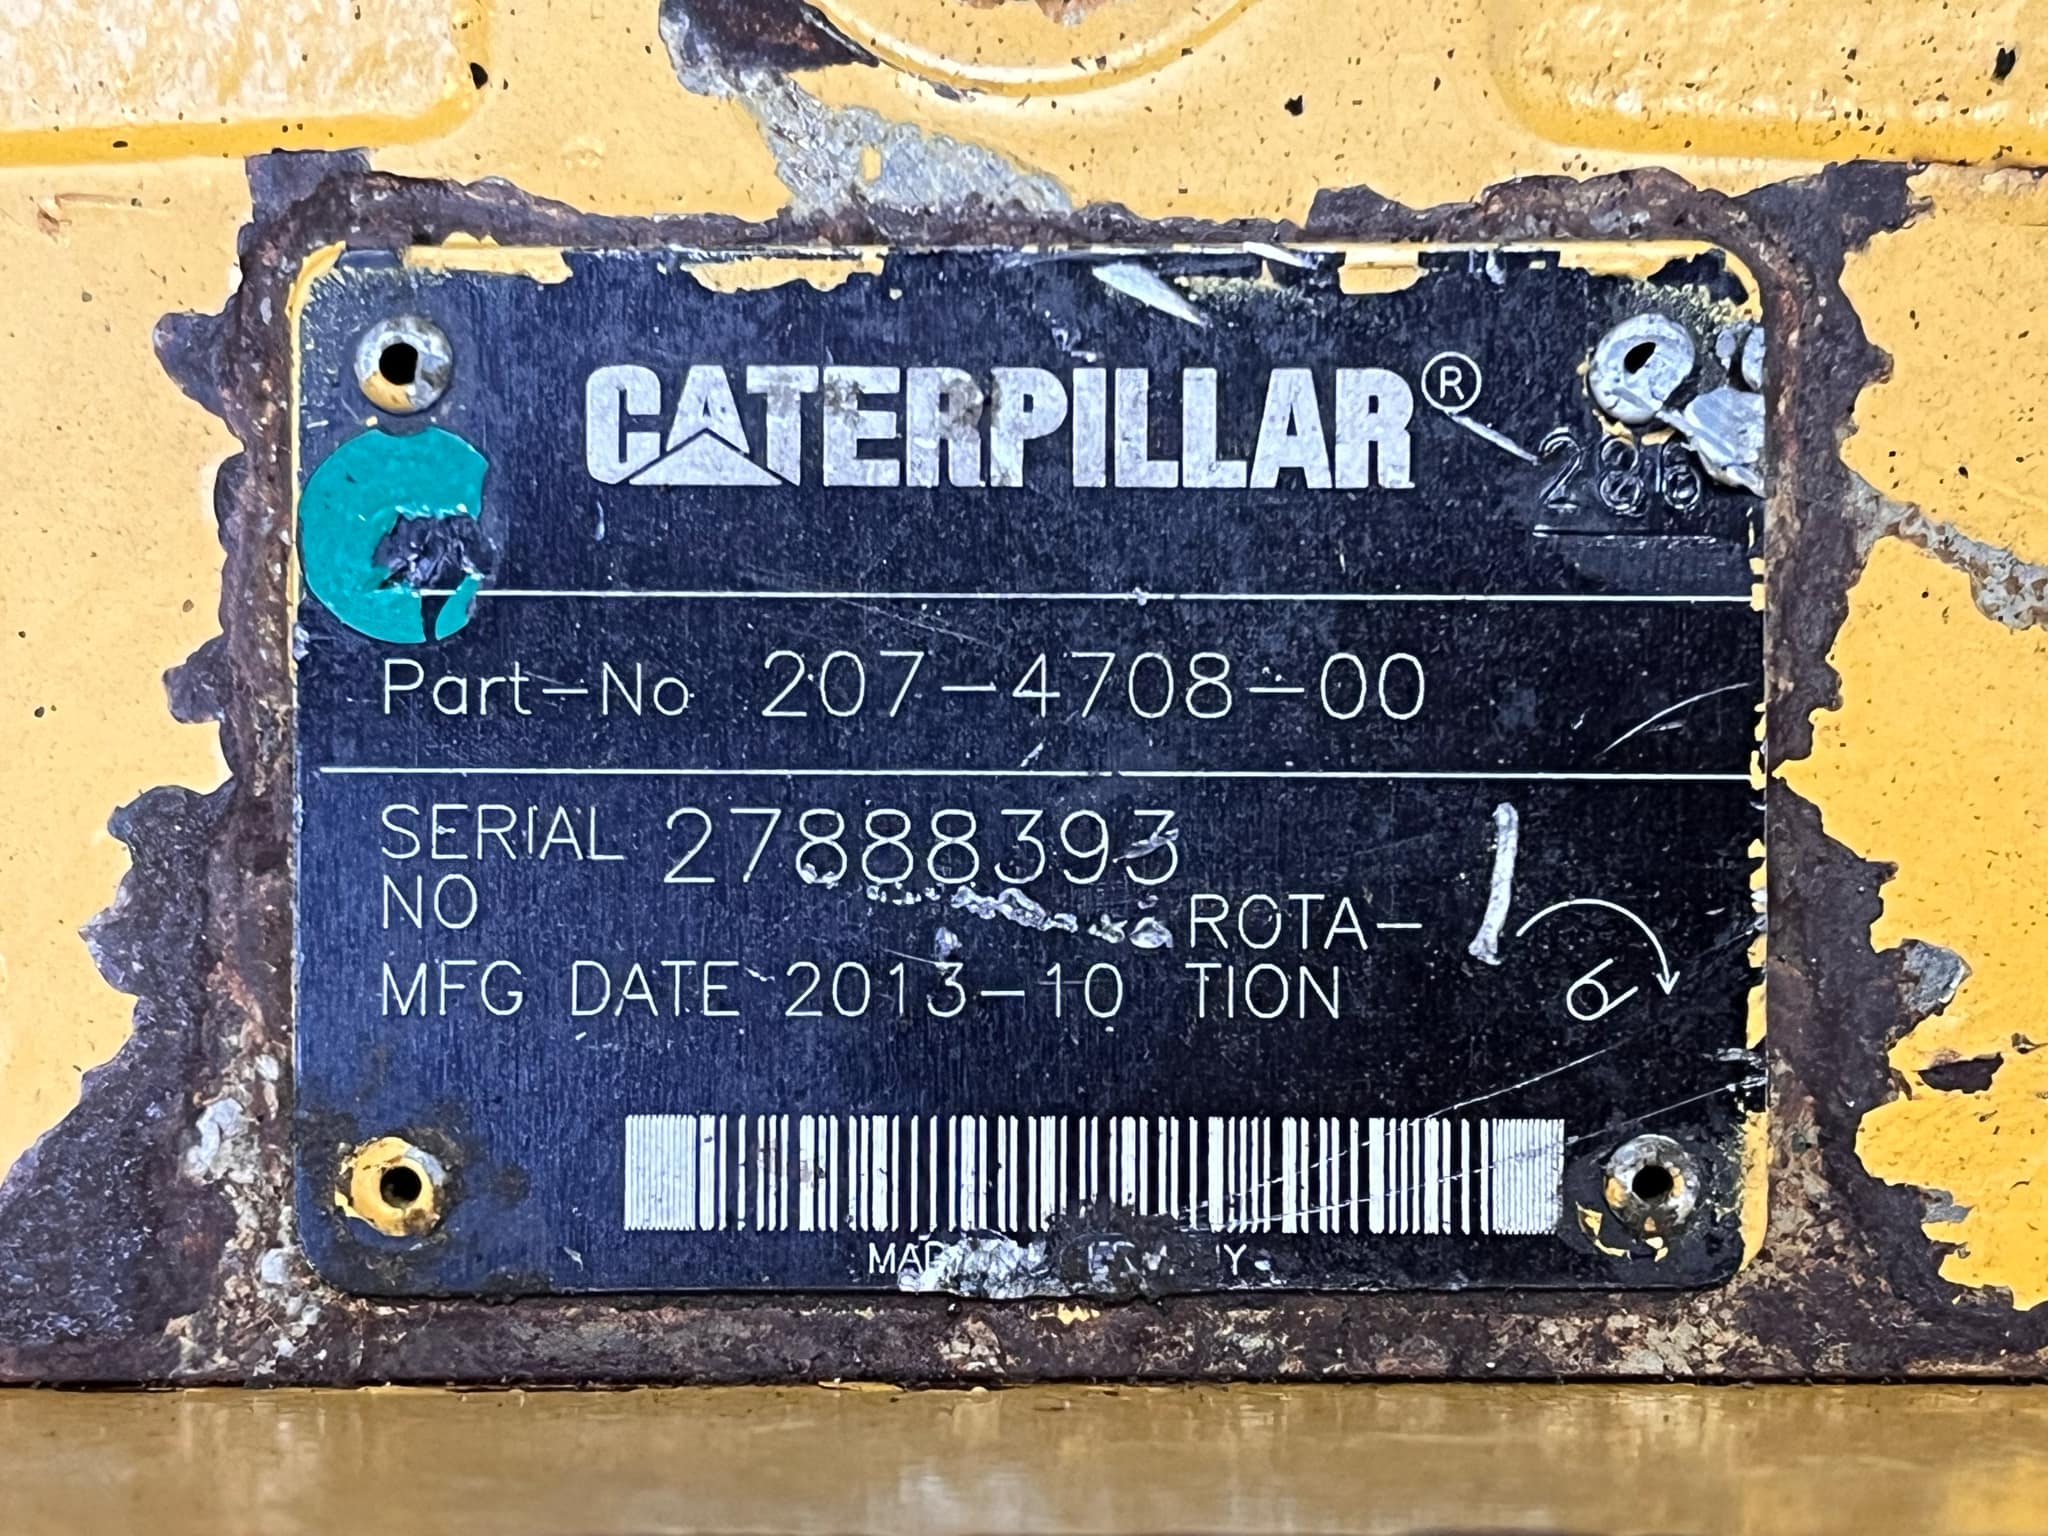 CATERPILLAR®
286
Part-No 207-4708-00
SERIAL NO 27888393
ROTA-
MFG DATE 2013-10 TION